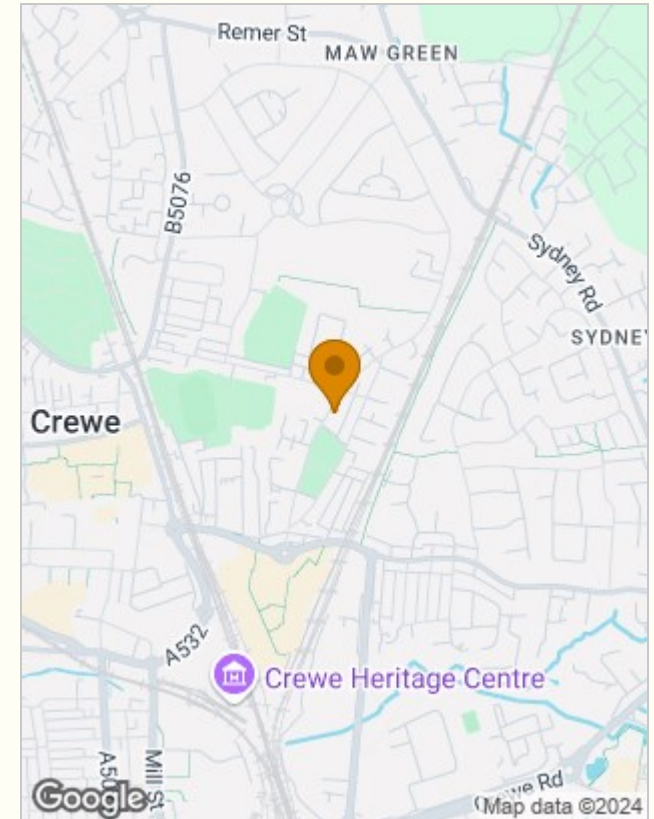 Remer St
MAW GREEN
B5076
Sydney Rd
SYDNEY
Crewe
A532
Crewe Heritage Centre
Mill St
Rd
Google
Map data ©2024